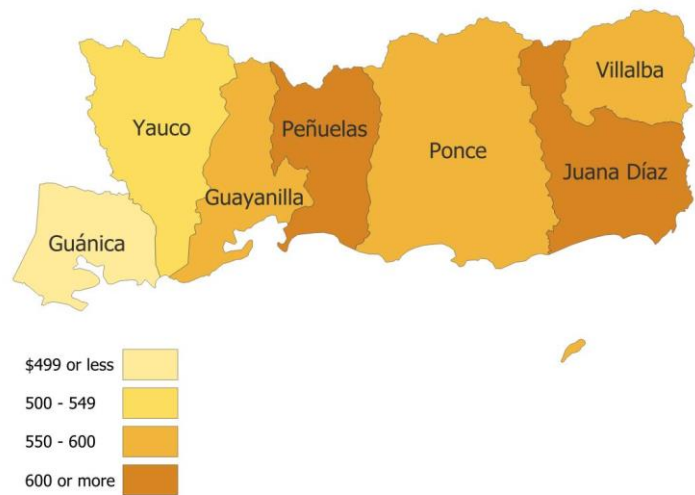 Villalba
Yauco
Peñuelas
Ponce
Juana Díaz
Guayanilla
Guánica
$499 or less
500 - 549
550 - 600
600 or more